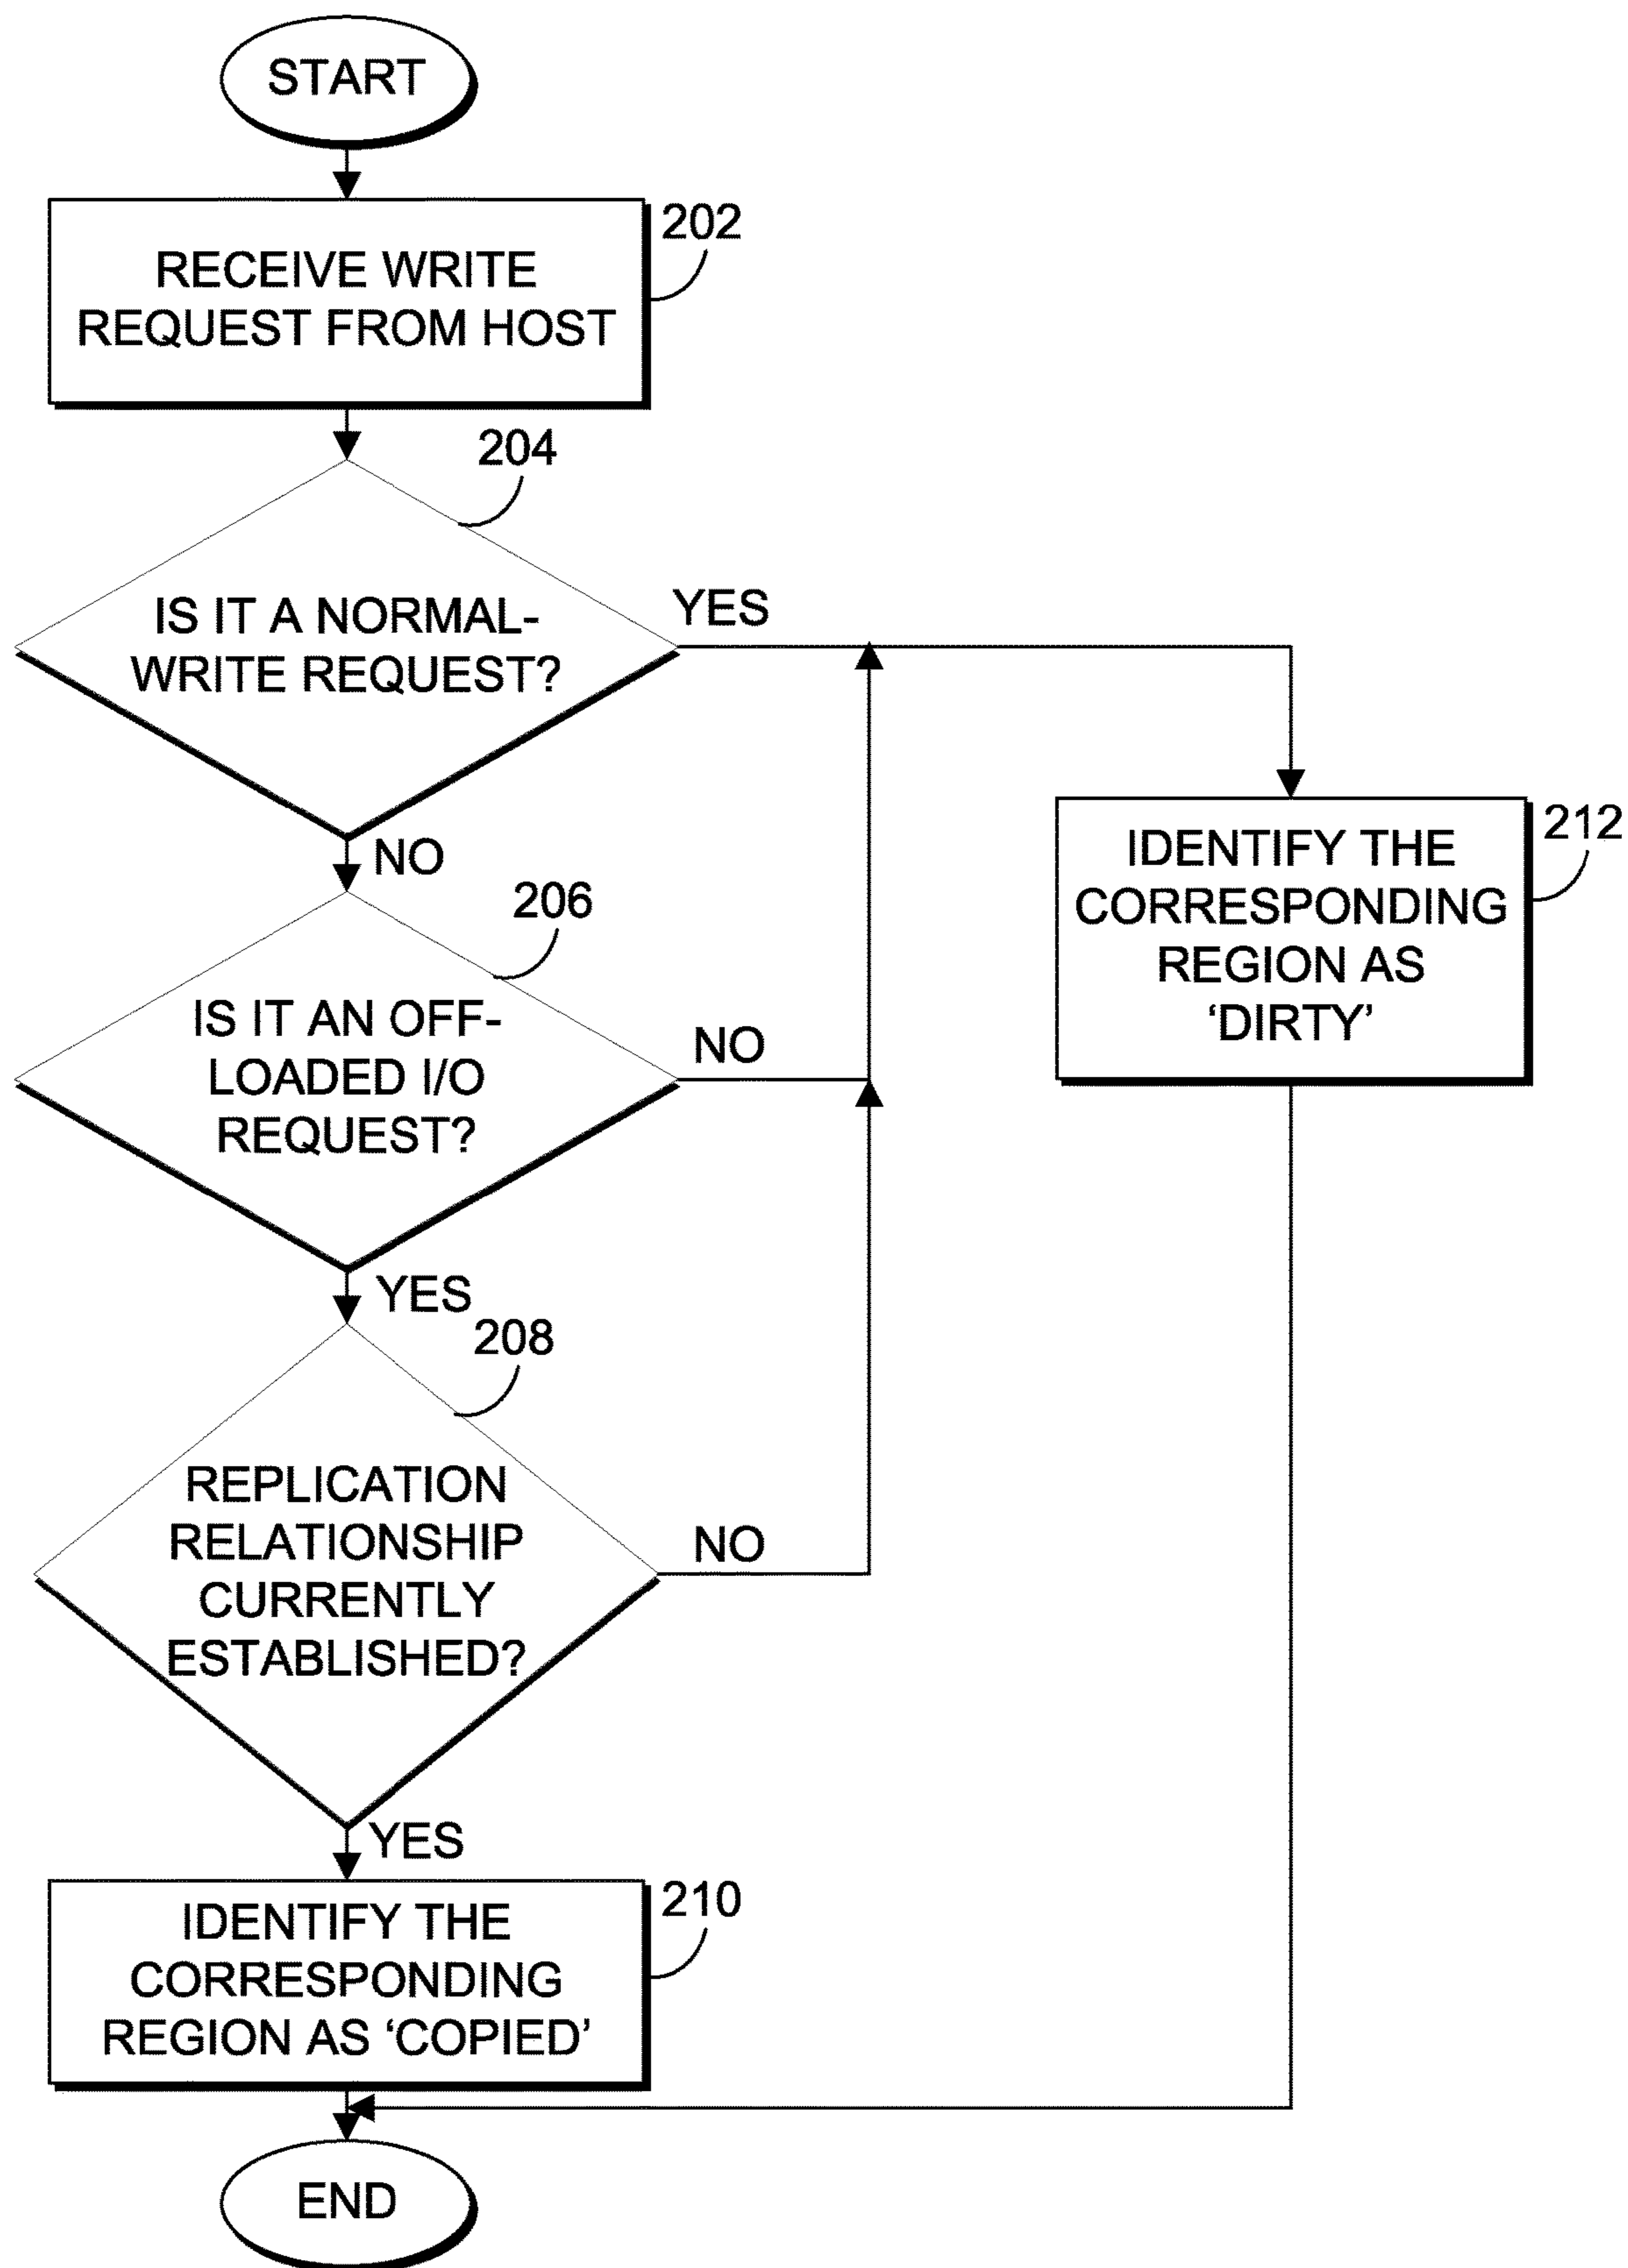 START
202
RECEIVE WRITE
REQUEST FROM HOST
204
IS IT A NORMAL-
WRITE REQUEST?
YES
NO
212
IDENTIFY THE
CORRESPONDING
REGION AS
‘DIRTY’
206
IS IT AN OFF-
LOADED I/O
REQUEST?
NO
YES
208
REPLICATION
RELATIONSHIP
CURRENTLY
ESTABLISHED?
NO
YES
210
IDENTIFY THE
CORRESPONDING
REGION AS ‘COPIED’
END